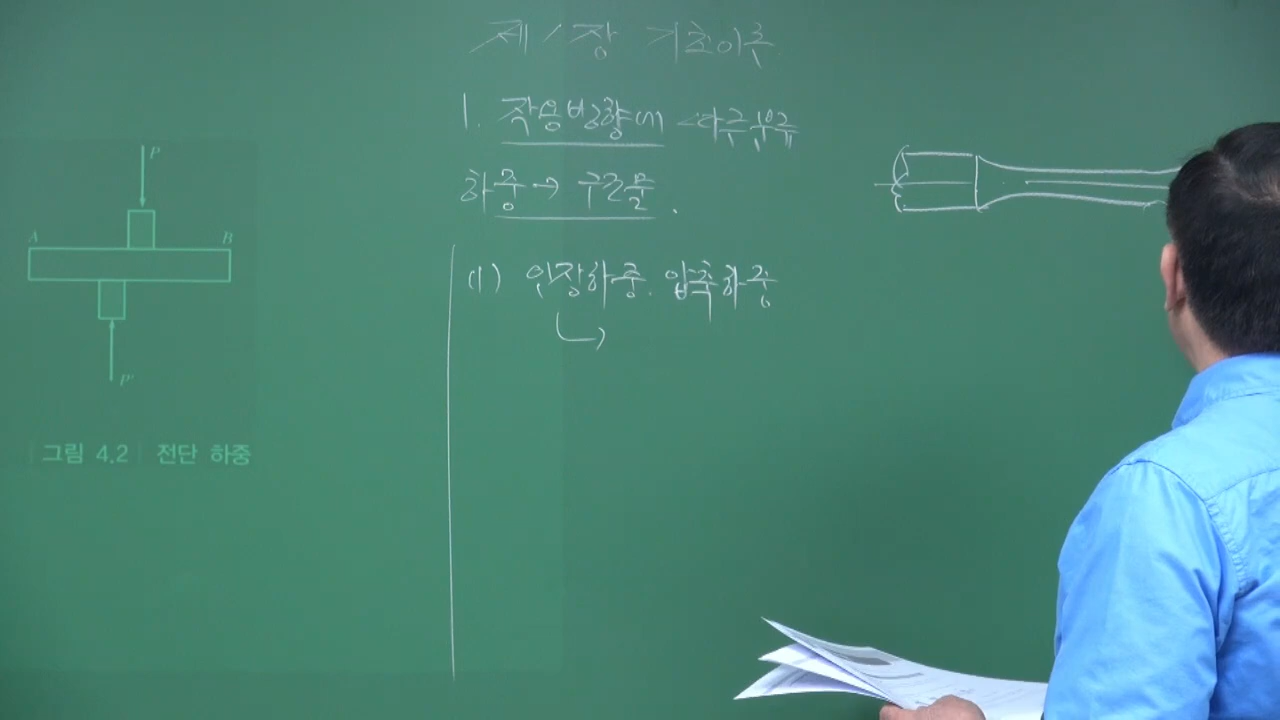 제 1 장 기초이론
1. 작용방향에 따른 분류
하중 → 구조물.
(1) 인장하중. 압축하중
P
A B
P'
그림 4.2 전단 하중